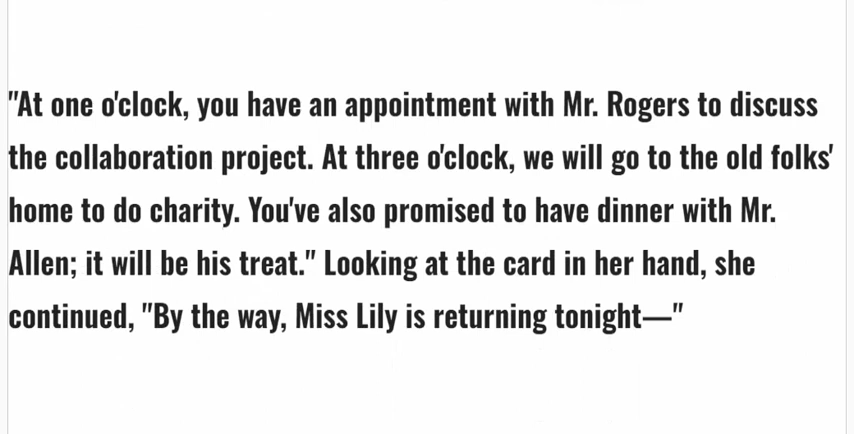 "At one o'clock, you have an appointment with Mr. Rogers to discuss
the collaboration project. At three o'clock, we will go to the old folks'
home to do charity. You've also promised to have dinner with Mr.
Allen; it will be his treat." Looking at the card in her hand, she
continued, "By the way, Miss Lily is returning tonight—"